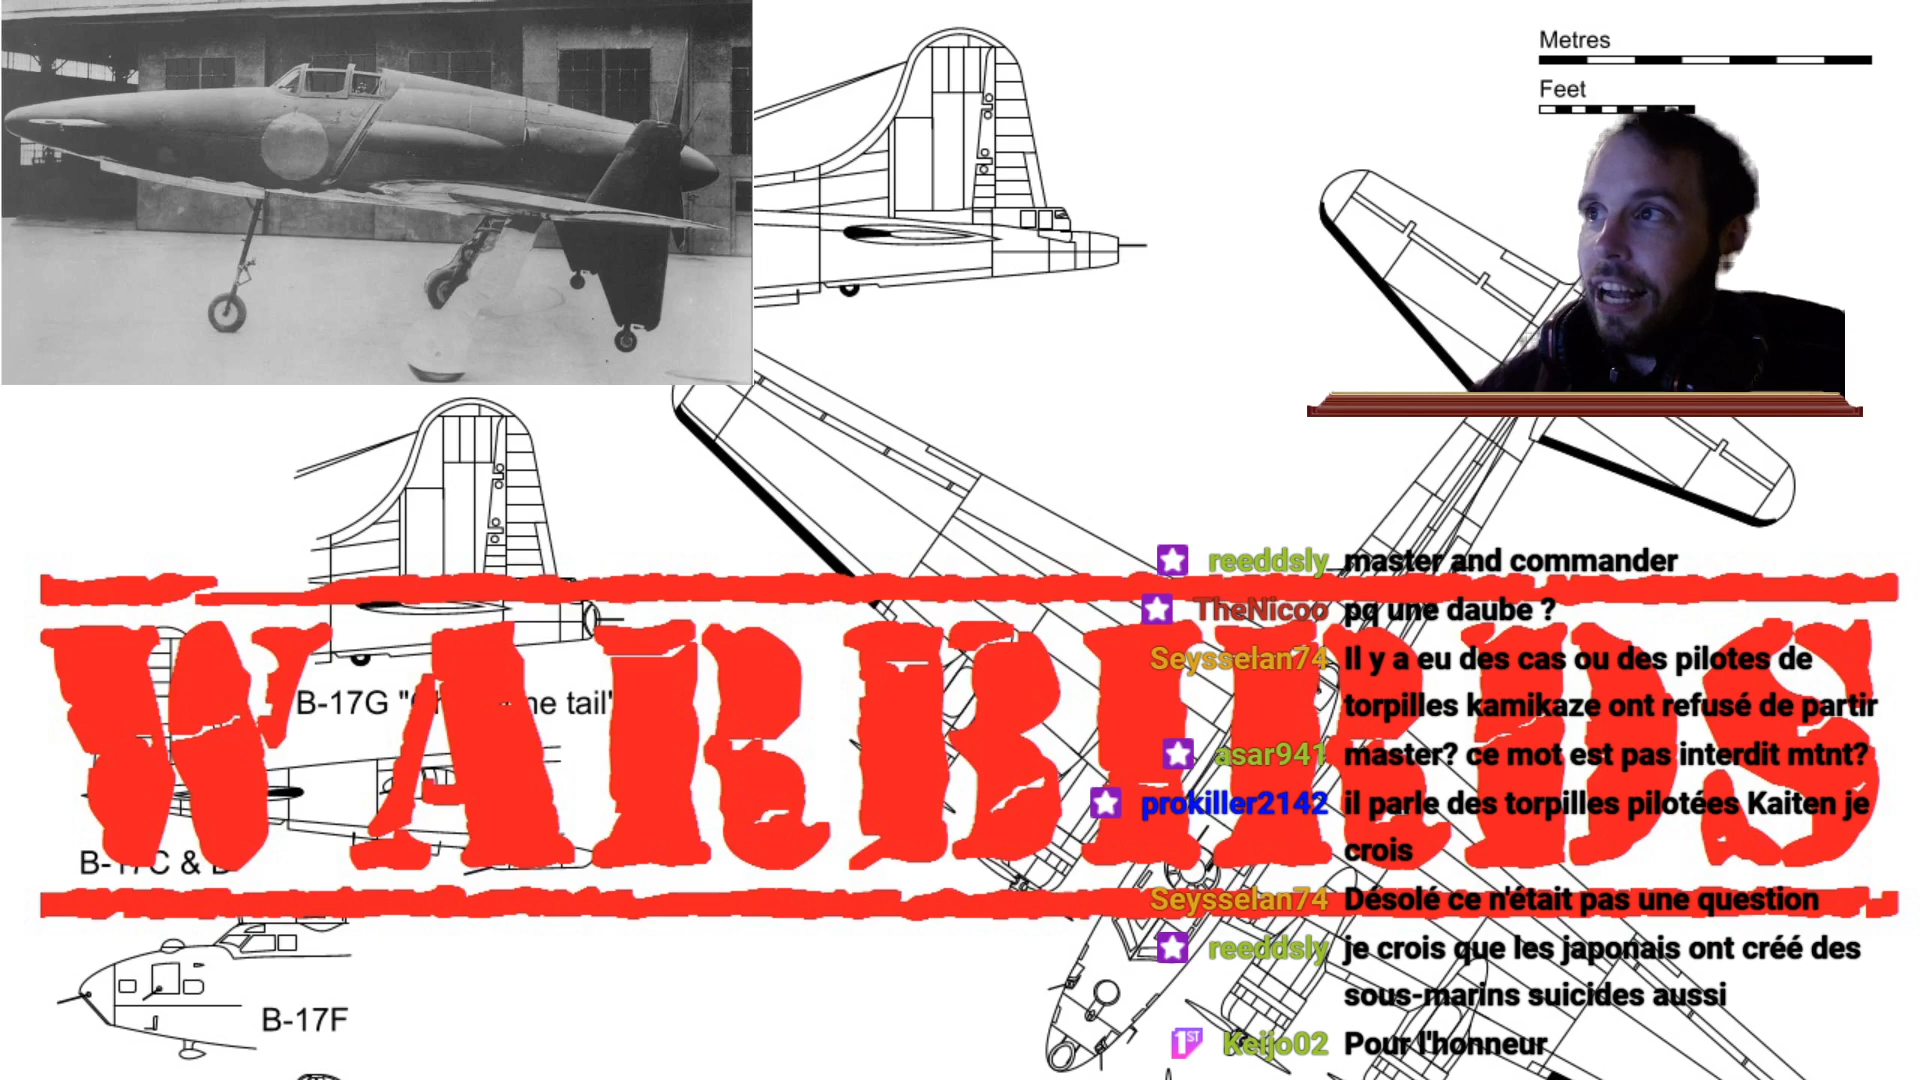 Metres
Feet
reeddsly master and commander
TheNicoo pq une daube ?
Seysselan74 Il y a eu des cas ou des pilotes de
torpilles kamikaze ont refusé de partir
asar941 master? ce mot est pas interdit mtnt?
prokiller2142 il parle des torpilles pilotées Kaiten je
crois
Seysselan74 Désolé ce n'était pas une question
reeddsly je crois que les japonais ont créé des
sous-marins suicides aussi
1ST Keijo02 Pour l'honneur
WARBIRDS
B-17G "Ch ne tail"
B-17C & D
B-17F